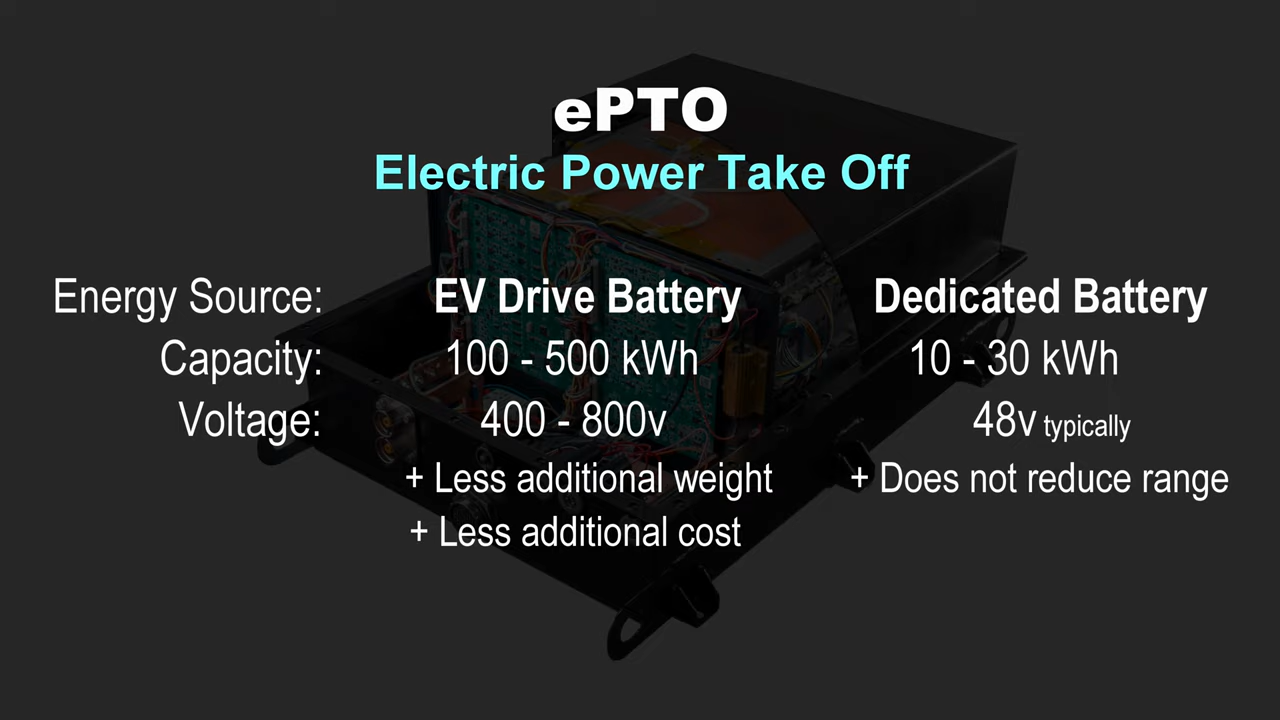 ePTO
Electric Power Take Off
Energy Source: EV Drive Battery Dedicated Battery
Capacity: 100 - 500 kWh 10 - 30 kWh
Voltage: 400 - 800v 48v typically
+ Less additional weight + Does not reduce range
+ Less additional cost